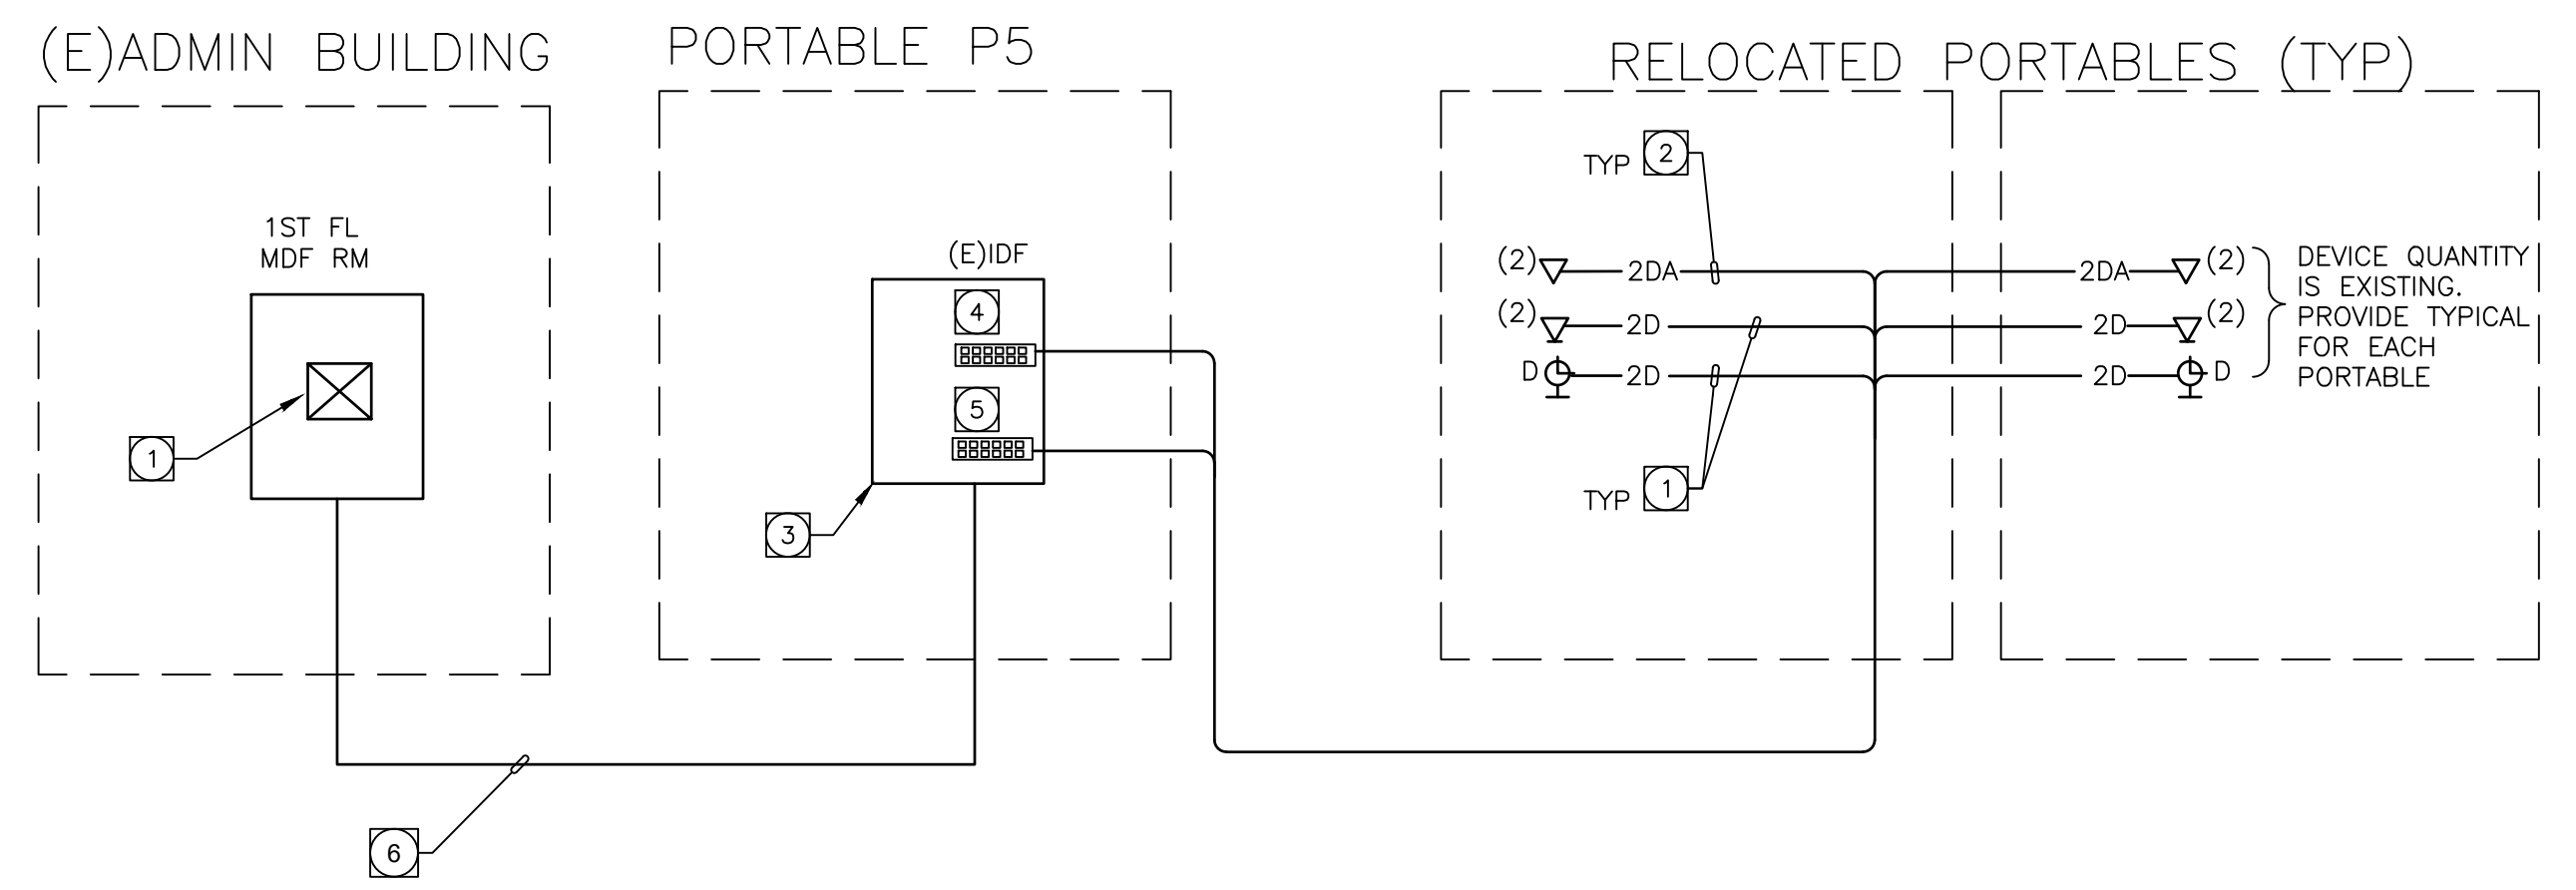 (E)ADMIN BUILDING
PORTABLE P5
RELOCATED PORTABLES (TYP)
1ST FL
MDF RM
1
6
(E)IDF
4
5
3
TYP 2
(2) 2DA
(2) 2D
D 2D
TYP 1
2DA (2)
2D (2)
2D D
DEVICE QUANTITY
IS EXISTING.
PROVIDE TYPICAL
FOR EACH
PORTABLE